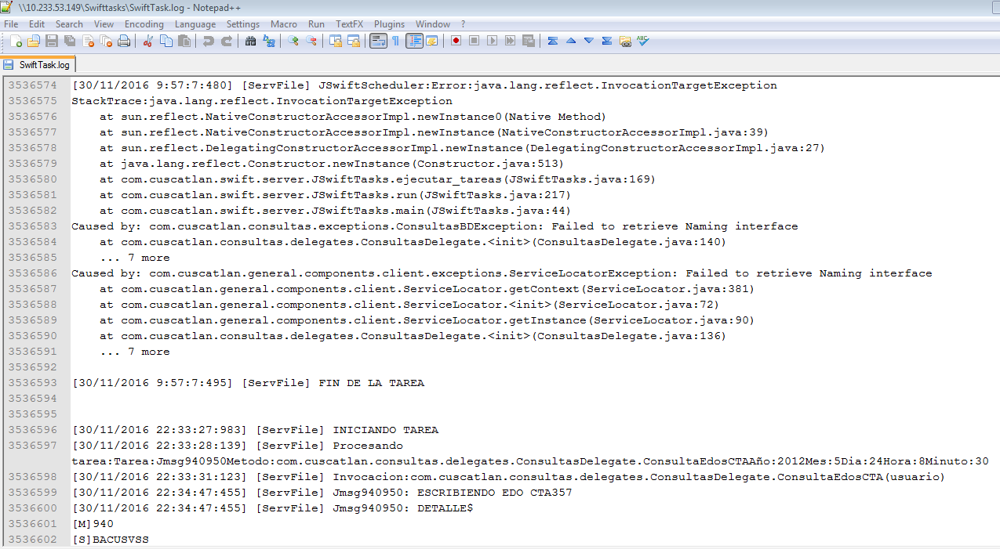 \\10.233.53.149\Swifttasks\SwiftTask.log - Notepad++
File Edit Search View Encoding Language Settings Macro Run TextFX Plugins Window ?
SwiftTask.log
3536574 [30/11/2016 9:57:7:480] [ServFile] JSwiftScheduler:Error:java.lang.reflect.InvocationTargetException
3536575 StackTrace:java.lang.reflect.InvocationTargetException
3536576 at sun.reflect.NativeConstructorAccessorImpl.newInstance0(Native Method)
3536577 at sun.reflect.NativeConstructorAccessorImpl.newInstance(NativeConstructorAccessorImpl.java:39)
3536578 at sun.reflect.DelegatingConstructorAccessorImpl.newInstance(DelegatingConstructorAccessorImpl.java:27)
3536579 at java.lang.reflect.Constructor.newInstance(Constructor.java:513)
3536580 at com.cuscatlan.swift.server.JSwiftTasks.ejecutar_tareas(JSwiftTasks.java:169)
3536581 at com.cuscatlan.swift.server.JSwiftTasks.run(JSwiftTasks.java:217)
3536582 at com.cuscatlan.swift.server.JSwiftTasks.main(JSwiftTasks.java:44)
3536583 Caused by: com.cuscatlan.consultas.exceptions.ConsultasBDException: Failed to retrieve Naming interface
3536584 at com.cuscatlan.consultas.delegates.ConsultasDelegate.<init>(ConsultasDelegate.java:140)
3536585 ... 7 more
3536586 Caused by: com.cuscatlan.general.components.client.exceptions.ServiceLocatorException: Failed to retrieve Naming interface
3536587 at com.cuscatlan.general.components.client.ServiceLocator.getContext(ServiceLocator.java:381)
3536588 at com.cuscatlan.general.components.client.ServiceLocator.<init>(ServiceLocator.java:72)
3536589 at com.cuscatlan.general.components.client.ServiceLocator.getInstance(ServiceLocator.java:90)
3536590 at com.cuscatlan.consultas.delegates.ConsultasDelegate.<init>(ConsultasDelegate.java:136)
3536591 ... 7 more
3536592
3536593 [30/11/2016 9:57:7:495] [ServFile] FIN DE LA TAREA
3536594
3536595
3536596 [30/11/2016 22:33:27:983] [ServFile] INICIANDO TAREA
3536597 [30/11/2016 22:33:28:139] [ServFile] Procesando
tarea:Tarea:Jmsg940950Metodo:com.cuscatlan.consultas.delegates.ConsultasDelegate.ConsultaEdosCTAAño:2012Mes:5Dia:24Hora:8Minuto:30
3536598 [30/11/2016 22:33:31:123] [ServFile] Invocacion:com.cuscatlan.consultas.delegates.ConsultasDelegate.ConsultaEdosCTA(usuario)
3536599 [30/11/2016 22:34:47:455] [ServFile] Jmsg940950: ESCRIBIENDO EDO CTA357
3536600 [30/11/2016 22:34:47:455] [ServFile] Jmsg940950: DETALLE$
3536601 [M]940
3536602 [S]BACUSVSS